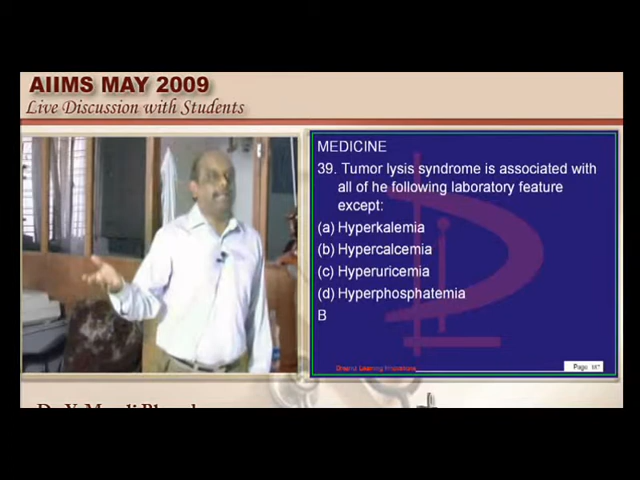 AIIMS MAY 2009
Live Discussion with Students
MEDICINE
39. Tumor lysis syndrome is associated with
all of he following laboratory feature
except:
(a) Hyperkalemia
(b) Hypercalcemia
(c) Hyperuricemia
(d) Hyperphosphatemia
B
Page